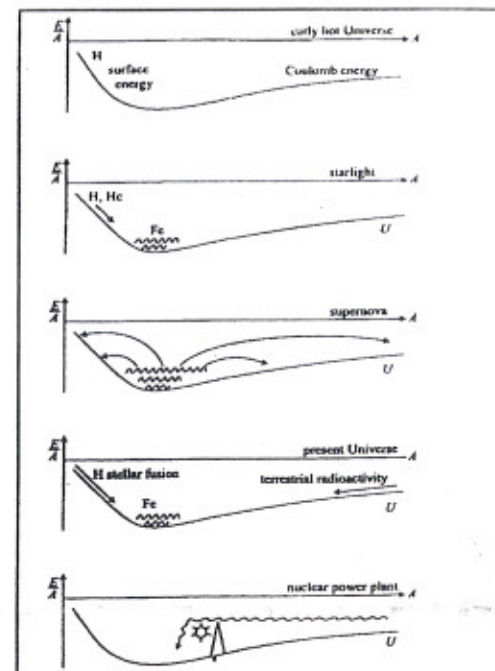 E/A
early hot Universe A
H
surface energy
Coulomb energy
E/A
starlight A
H, He
Fe
U
E/A
supernova A
U
E/A
present Universe A
H stellar fusion
terrestrial radioactivity
Fe
U
E/A
nuclear power plant A
U